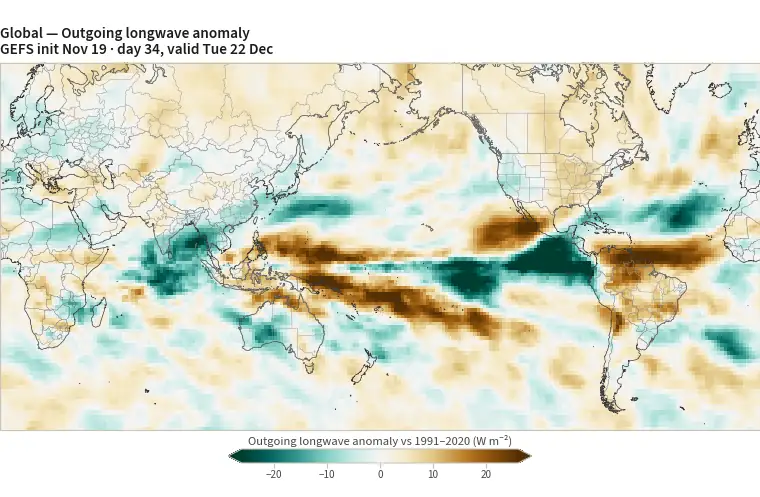 Global — Outgoing longwave anomaly
GEFS init Nov 19 · day 34, valid Tue 22 Dec
Outgoing longwave anomaly vs 1991–2020 (W m⁻²)
−20 −10 0 10 20